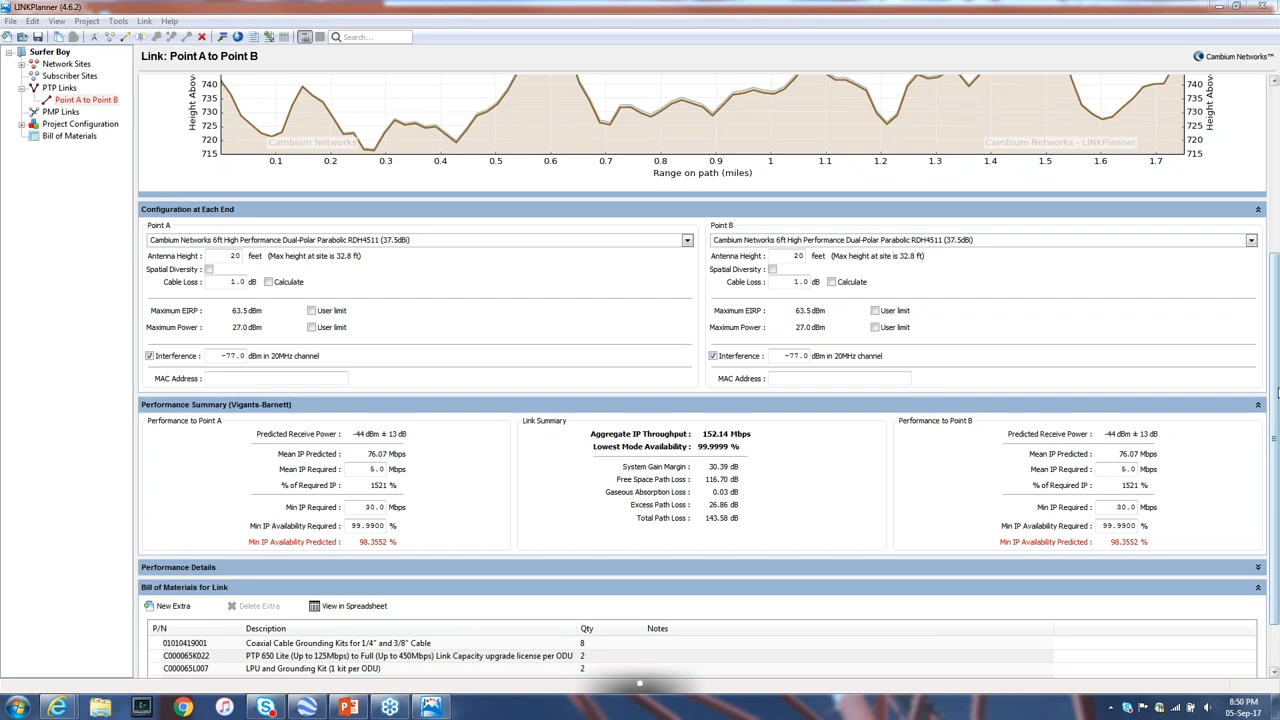 LINKPlanner (4.6.2)
File Edit View Project Tools Link Help
Search...
Surfer Boy
Network Sites
Subscriber Sites
PTP Links
Point A to Point B
PMP Links
Project Configuration
Bill of Materials
Link: Point A to Point B
Cambium Networks™
Height Above
740
735
730
725
720
715
740
735
730
725
720
715
Height Above
Cambium Networks
Cambium Networks - LINKPlanner
0.1 0.2 0.3 0.4 0.5 0.6 0.7 0.8 0.9 1 1.1 1.2 1.3 1.4 1.5 1.6 1.7
Range on path (miles)
Configuration at Each End
Point A
Cambium Networks 6ft High Performance Dual-Polar Parabolic RDH4511 (37.5dBi)
Antenna Height : 20 feet (Max height at site is 32.8 ft)
Spatial Diversity :
Cable Loss : 1.0 dB Calculate
Maximum EIRP : 63.5 dBm User limit
Maximum Power : 27.0 dBm User limit
Interference : -77.0 dBm in 20MHz channel
MAC Address :
Point B
Cambium Networks 6ft High Performance Dual-Polar Parabolic RDH4511 (37.5dBi)
Antenna Height : 20 feet (Max height at site is 32.8 ft)
Spatial Diversity :
Cable Loss : 1.0 dB Calculate
Maximum EIRP : 63.5 dBm User limit
Maximum Power : 27.0 dBm User limit
Interference : -77.0 dBm in 20MHz channel
MAC Address :
Performance Summary (Vigants-Barnett)
Performance to Point A
Predicted Receive Power : -44 dBm ± 13 dB
Mean IP Predicted : 76.07 Mbps
Mean IP Required : 5.0 Mbps
% of Required IP : 1521 %
Min IP Required : 30.0 Mbps
Min IP Availability Required : 99.9900 %
Min IP Availability Predicted : 98.3552 %
Link Summary
Aggregate IP Throughput : 152.14 Mbps
Lowest Mode Availability : 99.9999 %
System Gain Margin : 30.39 dB
Free Space Path Loss : 116.70 dB
Gaseous Absorption Loss : 0.03 dB
Excess Path Loss : 26.86 dB
Total Path Loss : 143.58 dB
Performance to Point B
Predicted Receive Power : -44 dBm ± 13 dB
Mean IP Predicted : 76.07 Mbps
Mean IP Required : 5.0 Mbps
% of Required IP : 1521 %
Min IP Required : 30.0 Mbps
Min IP Availability Required : 99.9900 %
Min IP Availability Predicted : 98.3552 %
Performance Details
Bill of Materials for Link
New Extra Delete Extra View in Spreadsheet
P/N Description Qty Notes
01010419001 Coaxial Cable Grounding Kits for 1/4" and 3/8" Cable 8
C000065K022 PTP 650 Lite (Up to 125Mbps) to Full (Up to 450Mbps) Link Capacity upgrade license per ODU 2
C000065L007 LPU and Grounding Kit (1 kit per ODU) 2
8:50 PM
05-Sep-17